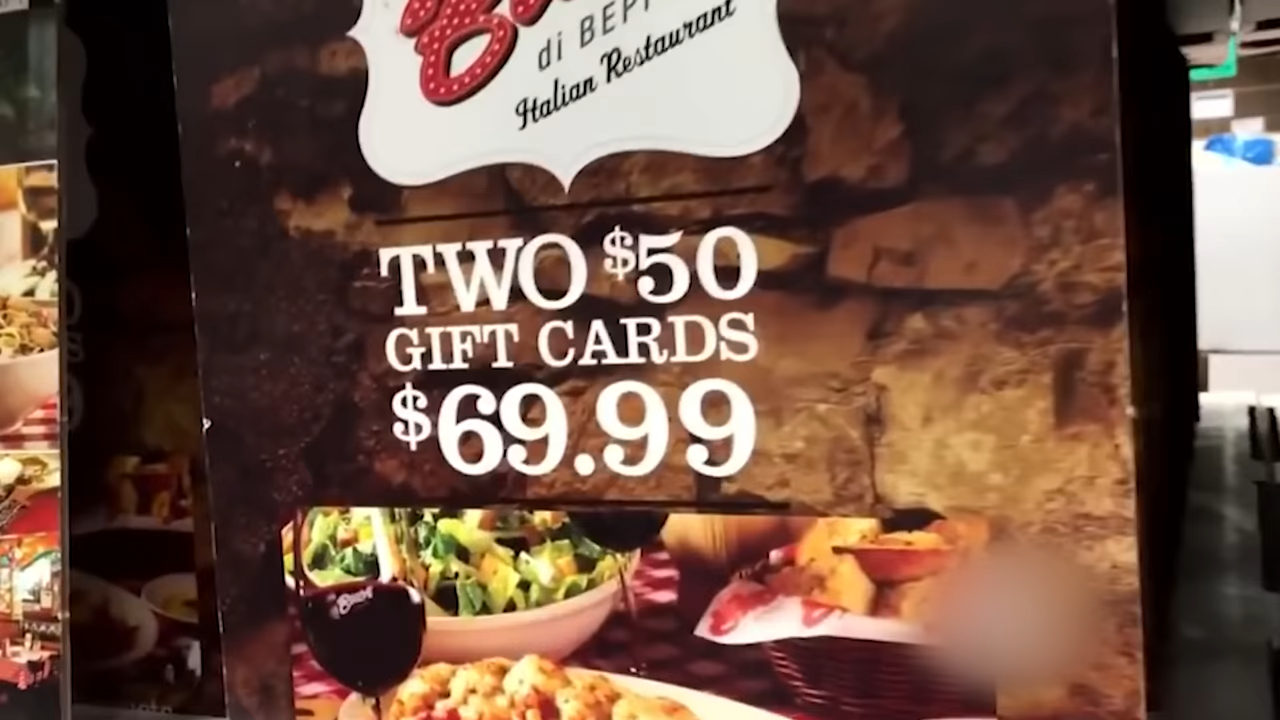 di BEPP
Italian Restaurant
TWO $50
GIFT CARDS
$69.99